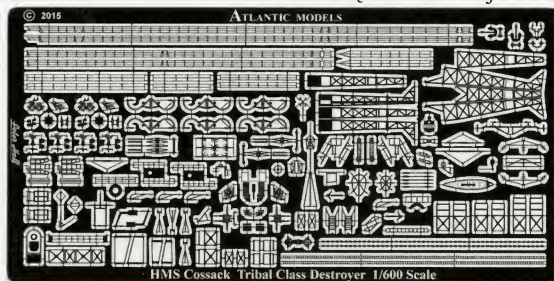 © 2015
ATLANTIC MODELS
HMS Cossack Tribal Class Destroyer 1/600 Scale